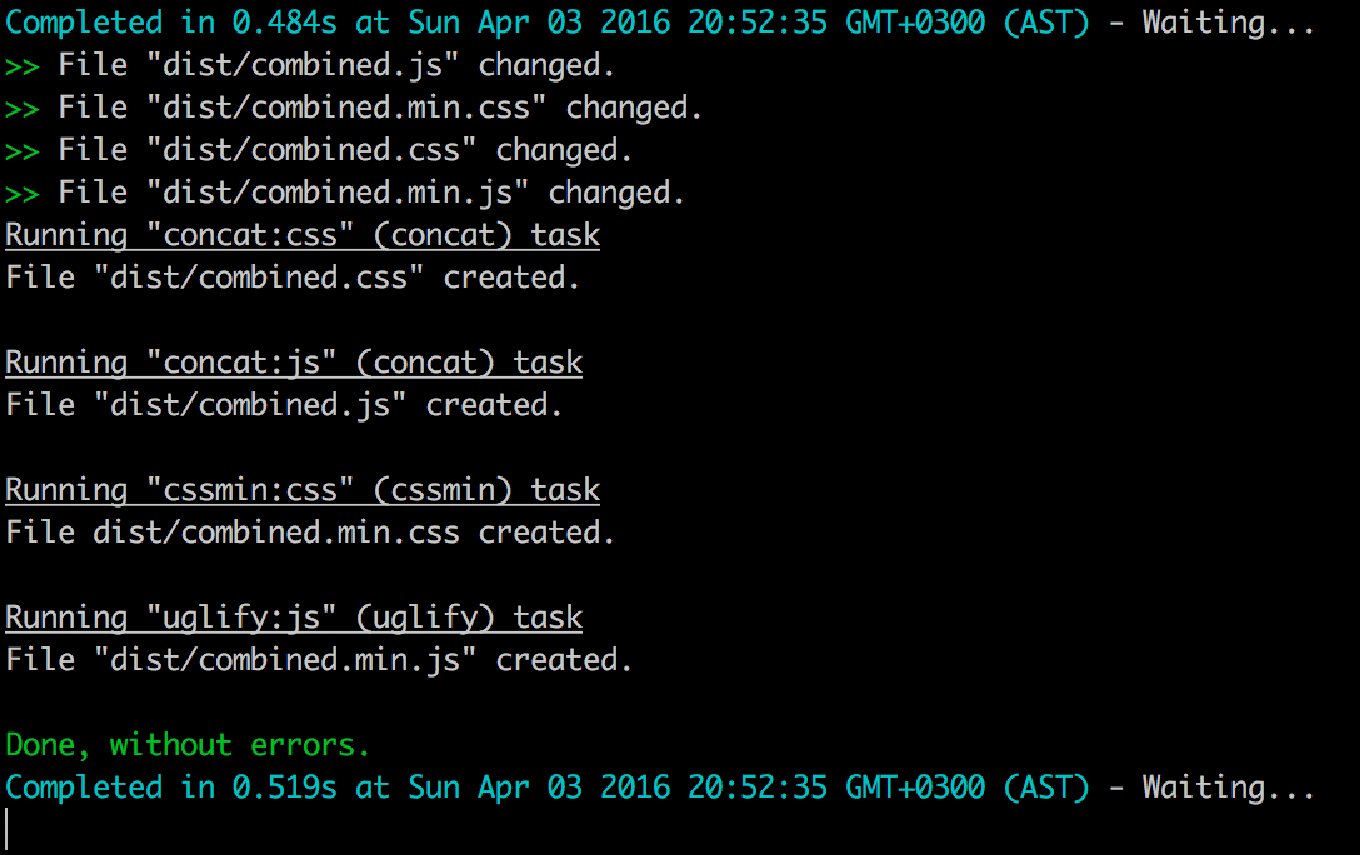 Completed in 0.484s at Sun Apr 03 2016 20:52:35 GMT+0300 (AST) - Waiting...
>> File "dist/combined.js" changed.
>> File "dist/combined.min.css" changed.
>> File "dist/combined.css" changed.
>> File "dist/combined.min.js" changed.
Running "concat:css" (concat) task
File "dist/combined.css" created.
Running "concat:js" (concat) task
File "dist/combined.js" created.
Running "cssmin:css" (cssmin) task
File dist/combined.min.css created.
Running "uglify:js" (uglify) task
File "dist/combined.min.js" created.
Done, without errors.
Completed in 0.519s at Sun Apr 03 2016 20:52:35 GMT+0300 (AST) - Waiting...